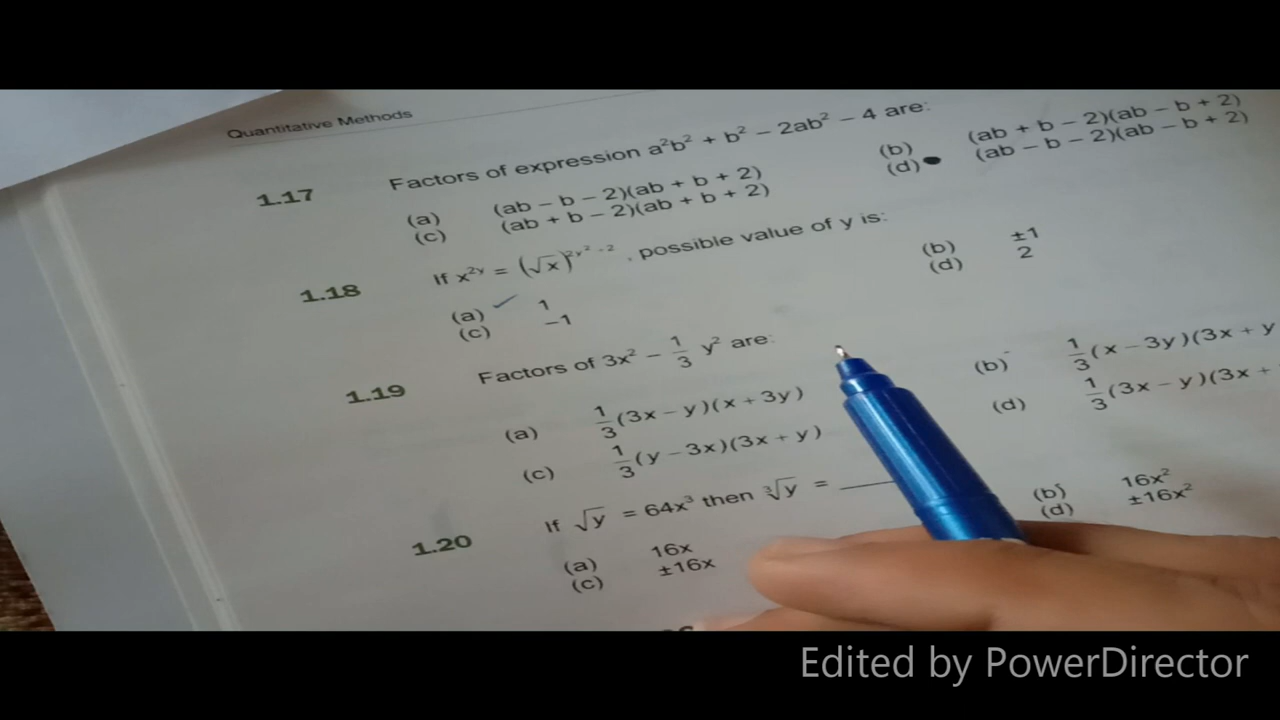 Quantitative Methods
1.17 Factors of expression a²b² + b² − 2ab² − 4 are:
(a) (ab − b − 2)(ab + b + 2) (b) (ab + b − 2)(ab − b + 2)
(c) (ab + b − 2)(ab + b + 2) (d) (ab − b − 2)(ab − b + 2)
1.18 If x²ʸ = (√x)^2y² + 2, possible value of y is:
(a) 1 (b) ±1
(c) −1 (d) 2
1.19 Factors of 3x² − 1/3 y² are:
(a) 1/3 (3x − y)(x + 3y) (b) 1/3 (x − 3y)(3x + y
(c) 1/3 (y − 3x)(3x + y) (d) 1/3 (3x − y)(3x +
1.20 If √y = 64x³ then ∛y = ____
(a) 16x (b) 16x²
(c) ±16x (d) ±16x²
Edited by PowerDirector